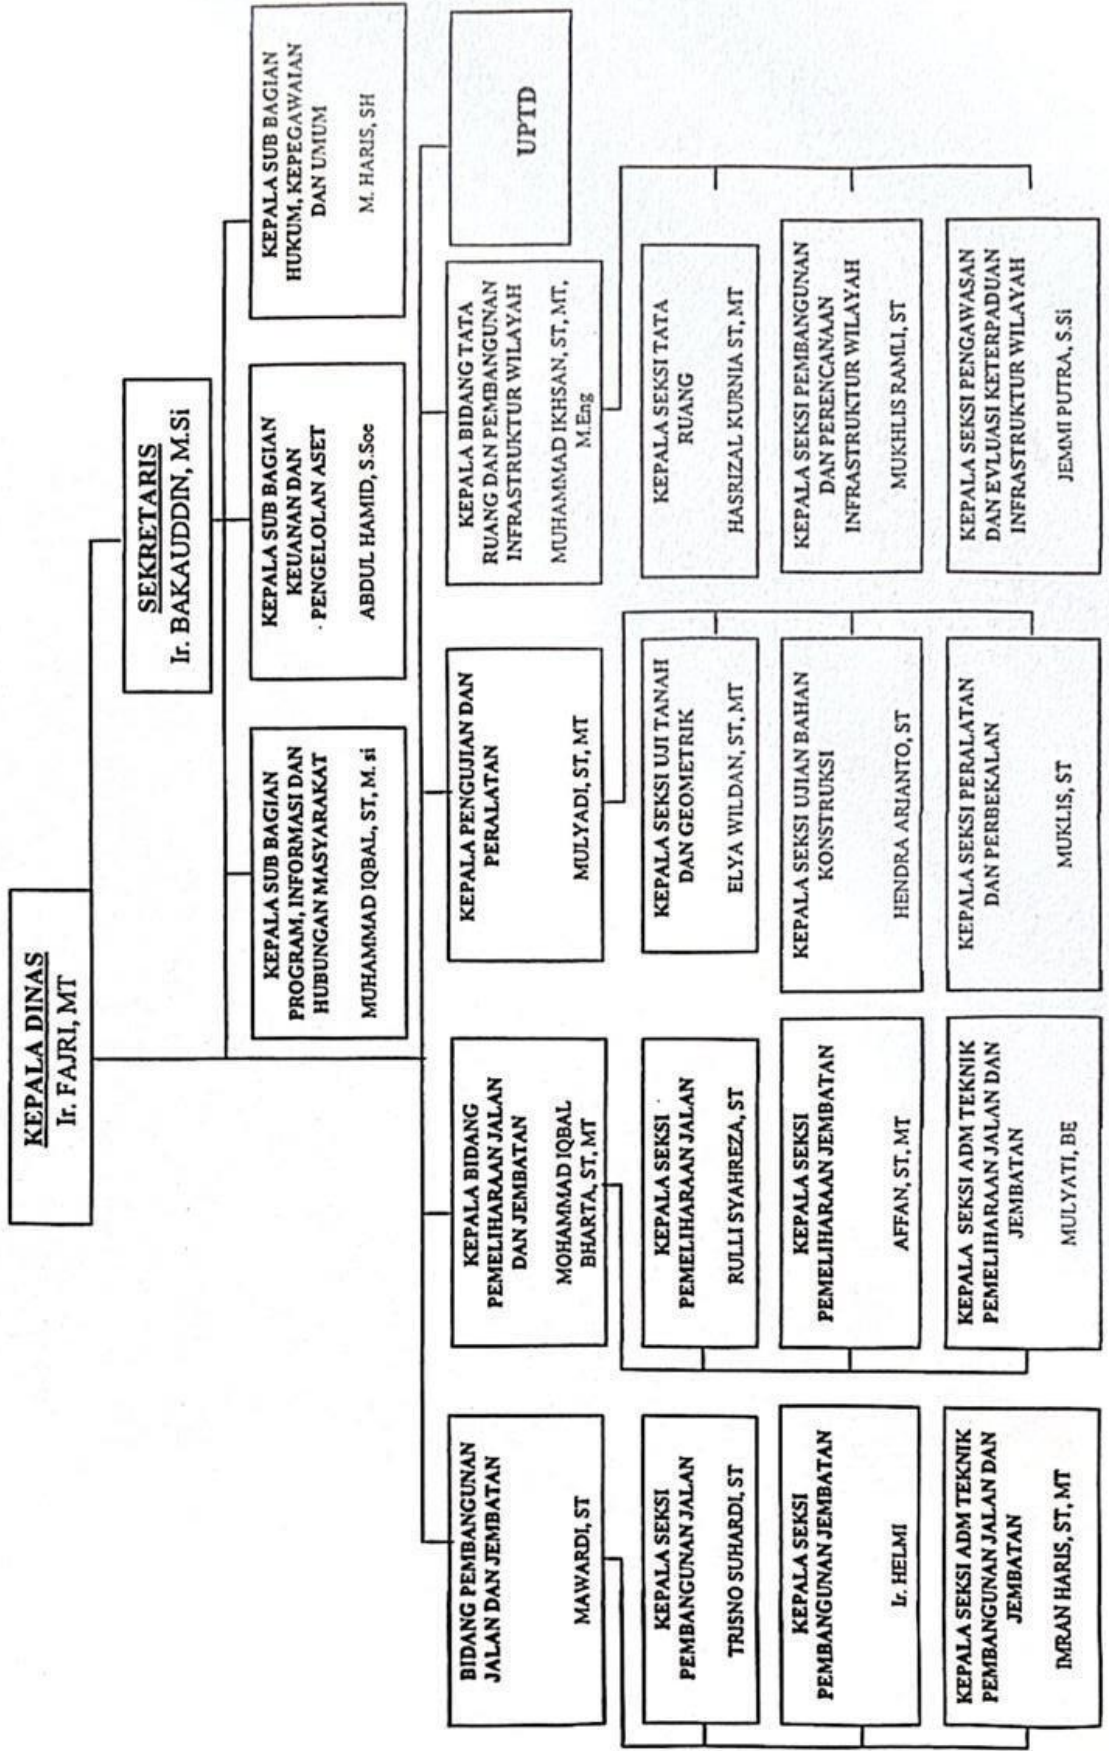 KEPALA DINAS
Ir. FAJRI, MT
SEKRETARIS
Ir. BAKAUDDIN, M.Si
KEPALA SUB BAGIAN
PROGRAM, INFORMASI DAN
HUBUNGAN MASYARAKAT
MUHAMMAD IQBAL, ST, M. si
KEPALA SUB BAGIAN
KEUANAN DAN
PENGELOLAN ASET
ABDUL HAMID, S.Soe
KEPALA SUB BAGIAN
HUKUM, KEPEGAWAIAN
DAN UMUM
M. HARIS, SH
BIDANG PEMBANGUNAN
JALAN DAN JEMBATAN
MAWARDI, ST
KEPALA BIDANG
PEMELIHARAAN JALAN
DAN JEMBATAN
MOHAMMAD IQBAL
BHARTA, ST, MT
KEPALA PENGUJIAN DAN
PERALATAN
MULYADI, ST, MT
KEPALA BIDANG TATA
RUANG DAN PEMBANGUNAN
INFRASTRUKTUR WILAYAH
MUHAMMAD IKHSAN, ST, MT,
M.Eng
UPTD
KEPALA SEKSI
PEMBANGUNAN JALAN
TRISNO SUHARDI, ST
KEPALA SEKSI
PEMELIHARAAN JALAN
RULLI SYAHREZA, ST
KEPALA SEKSI UJI TANAH
DAN GEOMETRIK
ELYA WILDAN, ST, MT
KEPALA SEKSI TATA
RUANG
HASRIZAL KURNIA ST, MT
KEPALA SEKSI
PEMBANGUNAN JEMBATAN
Ir. HELMI
KEPALA SEKSI
PEMELIHARAAN JEMBATAN
AFFAN, ST, MT
KEPALA SEKSI UJIAN BAHAN
KONSTRUKSI
HENDRA ARIANTO, ST
KEPALA SEKSI PEMBANGUNAN
DAN PERENCANAAN
INFRASTRUKTUR WILAYAH
MUKHLIS RAMLI, ST
KEPALA SEKSI ADM TEKNIK
PEMBANGUNAN JALAN DAN
JEMBATAN
IMRAN HARIS, ST, MT
KEPALA SEKSI ADM TEKNIK
PEMELIHARAAN JALAN DAN
JEMBATAN
MULYATI, BE
KEPALA SEKSI PERALATAN
DAN PERBEKALAN
MUKLIS, ST
KEPALA SEKSI PENGAWASAN
DAN EVLUASI KETERPADUAN
INFRASTRUKTUR WILAYAH
JEMMI PUTRA, S.Si